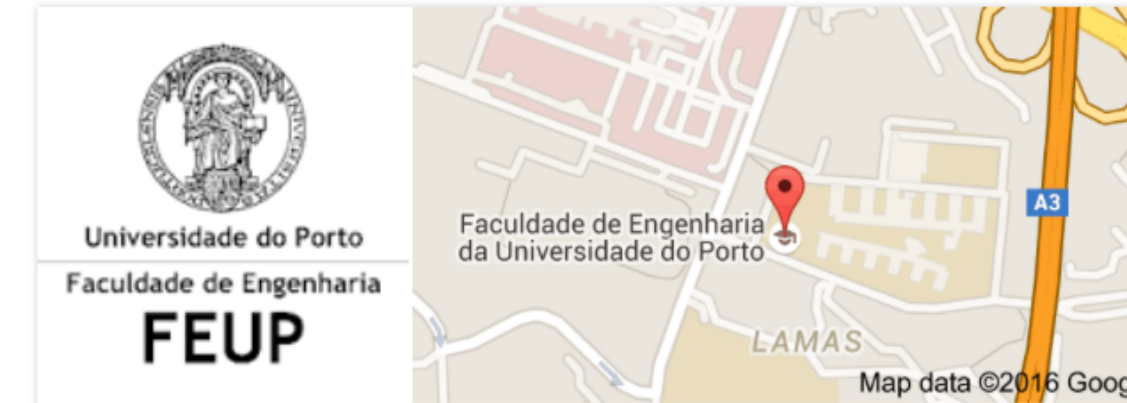 Universidade do Porto
Faculdade de Engenharia
FEUP
A3
Faculdade de Engenharia
da Universidade do Porto
LAMAS
Map data ©2016 Goog